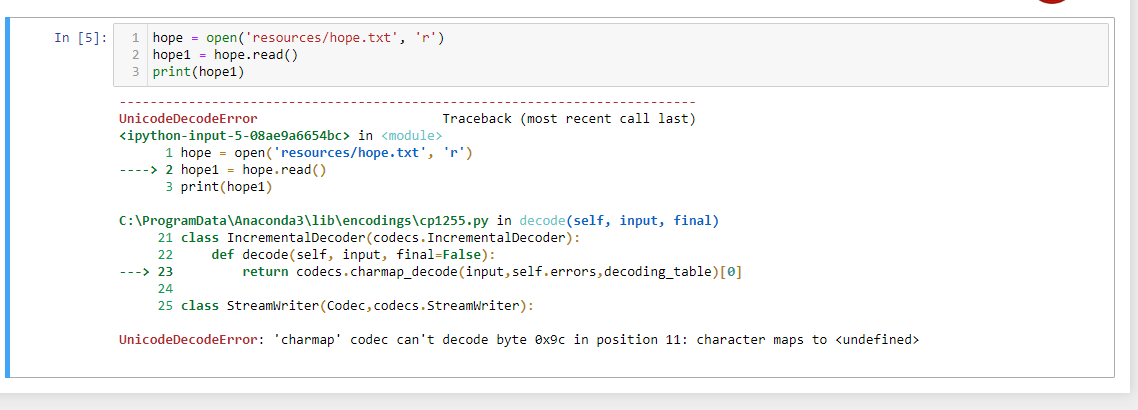 In [5]:
1 hope = open('resources/hope.txt', 'r')
2 hope1 = hope.read()
3 print(hope1)
---------------------------------------------------------------------------
UnicodeDecodeError                        Traceback (most recent call last)
<ipython-input-5-08ae9a6654bc> in <module>
      1 hope = open('resources/hope.txt', 'r')
----> 2 hope1 = hope.read()
      3 print(hope1)
C:\ProgramData\Anaconda3\lib\encodings\cp1255.py in decode(self, input, final)
     21 class IncrementalDecoder(codecs.IncrementalDecoder):
     22     def decode(self, input, final=False):
---> 23         return codecs.charmap_decode(input,self.errors,decoding_table)[0]
     24
     25 class StreamWriter(Codec,codecs.StreamWriter):
UnicodeDecodeError: 'charmap' codec can't decode byte 0x9c in position 11: character maps to <undefined>